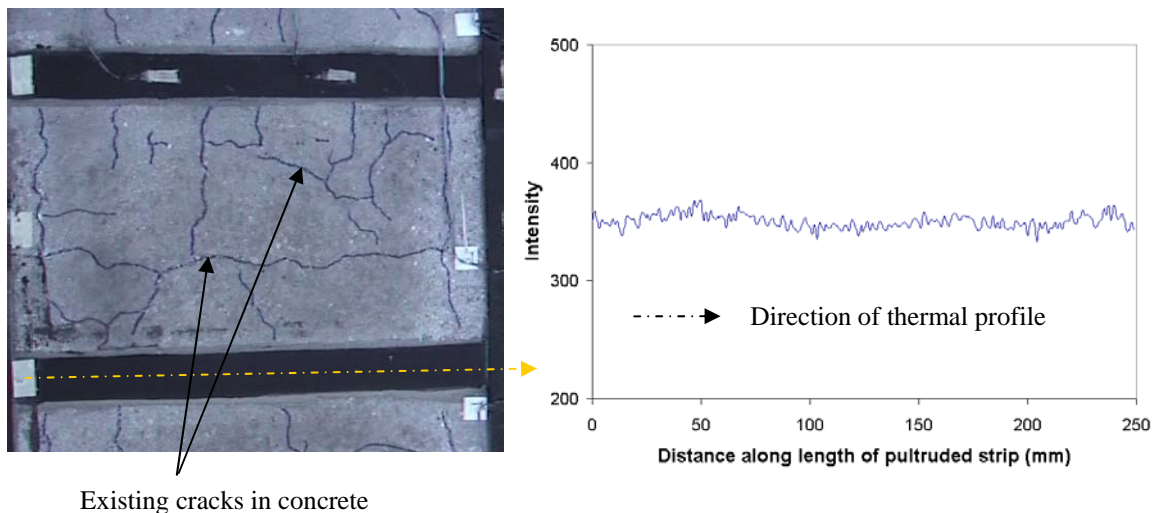 500
400
300
200
Intensity
Direction of thermal profile
0 50 100 150 200 250
Distance along length of pultruded strip (mm)
Existing cracks in concrete